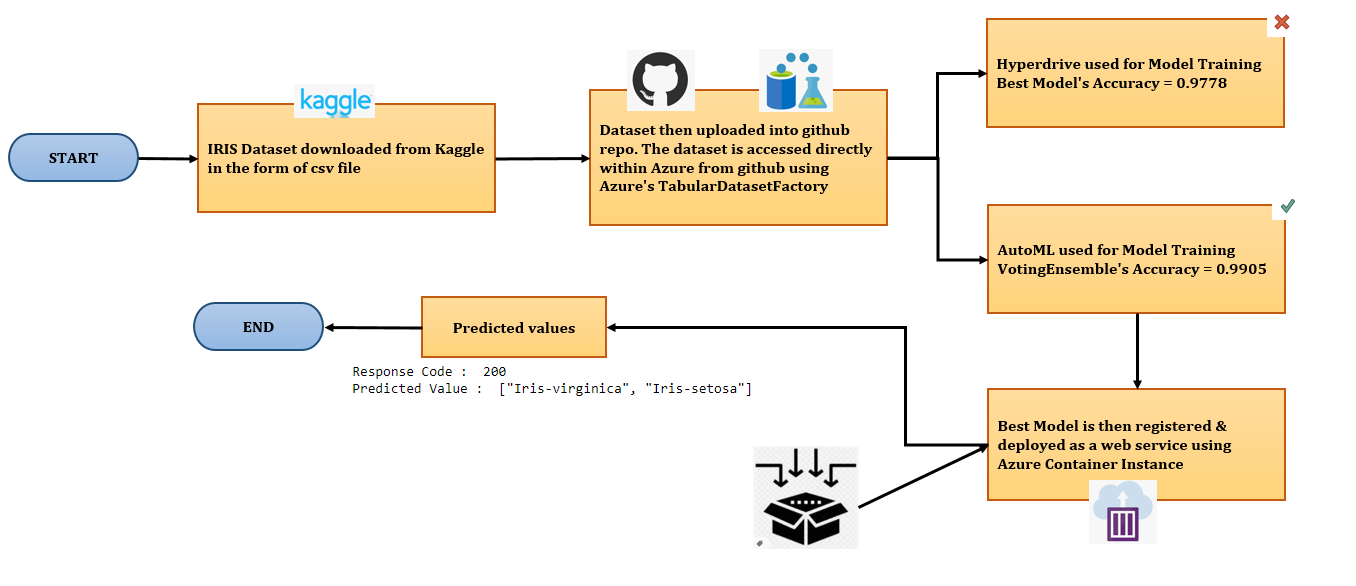 START
kaggle
IRIS Dataset downloaded from Kaggle
in the form of csv file
Dataset then uploaded into github
repo. The dataset is accessed directly
within Azure from github using
Azure's TabularDatasetFactory
Hyperdrive used for Model Training
Best Model's Accuracy = 0.9778
AutoML used for Model Training
VotingEnsemble's Accuracy = 0.9905
Best Model is then registered &
deployed as a web service using
Azure Container Instance
Predicted values
Response Code :  200
Predicted Value :  ["Iris-virginica", "Iris-setosa"]
END